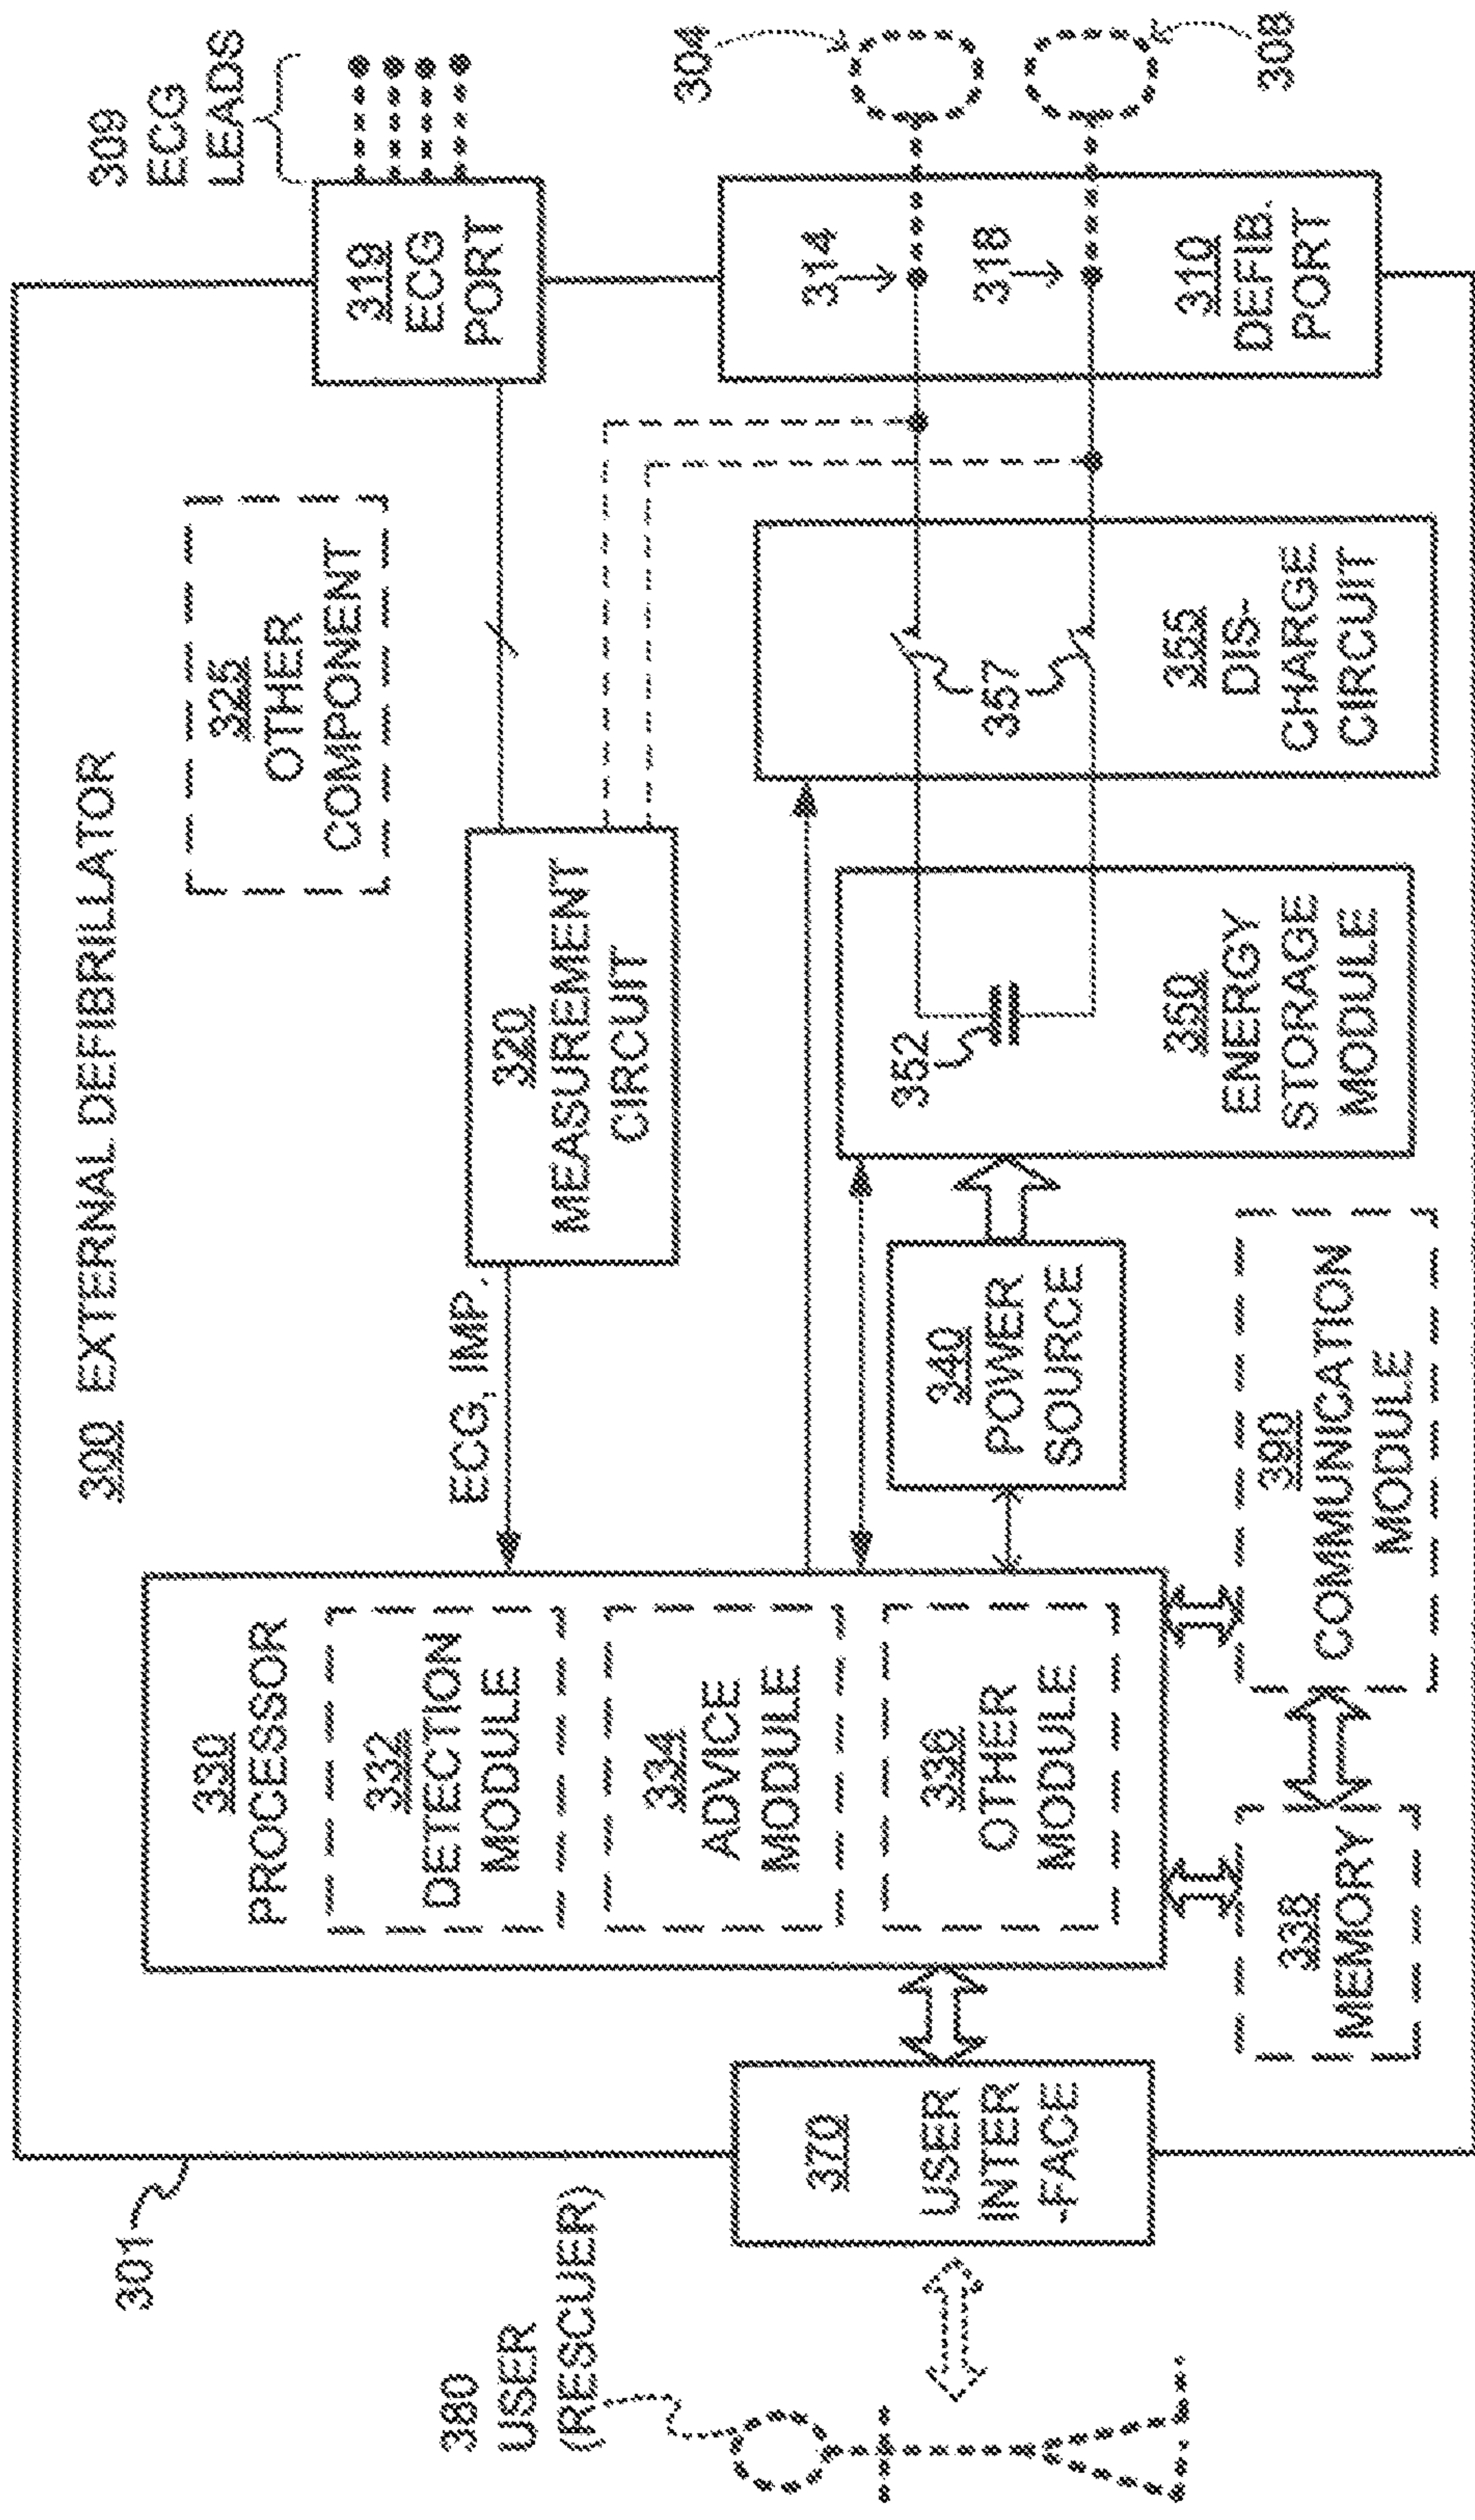 300 EXTERNAL DEFIBRILLATOR
301
309
ECG
LEADS
319
ECG
PORT
325
OTHER
COMPONENT
320
MEASUREMENT
CIRCUIT
ECG, IMP.
330
PROCESSOR
332
DETECTION
MODULE
334
ADVICE
MODULE
336
OTHER
MODULE
380
USER
(RESCUER)
370
USER
INTER
-FACE
338
MEMORY
390
COMMUNICATION
MODULE
340
POWER
SOURCE
352
360
ENERGY
STORAGE
MODULE
357
355
DIS-
CHARGE
CIRCUIT
314
318
310
DEFIB.
PORT
304
308